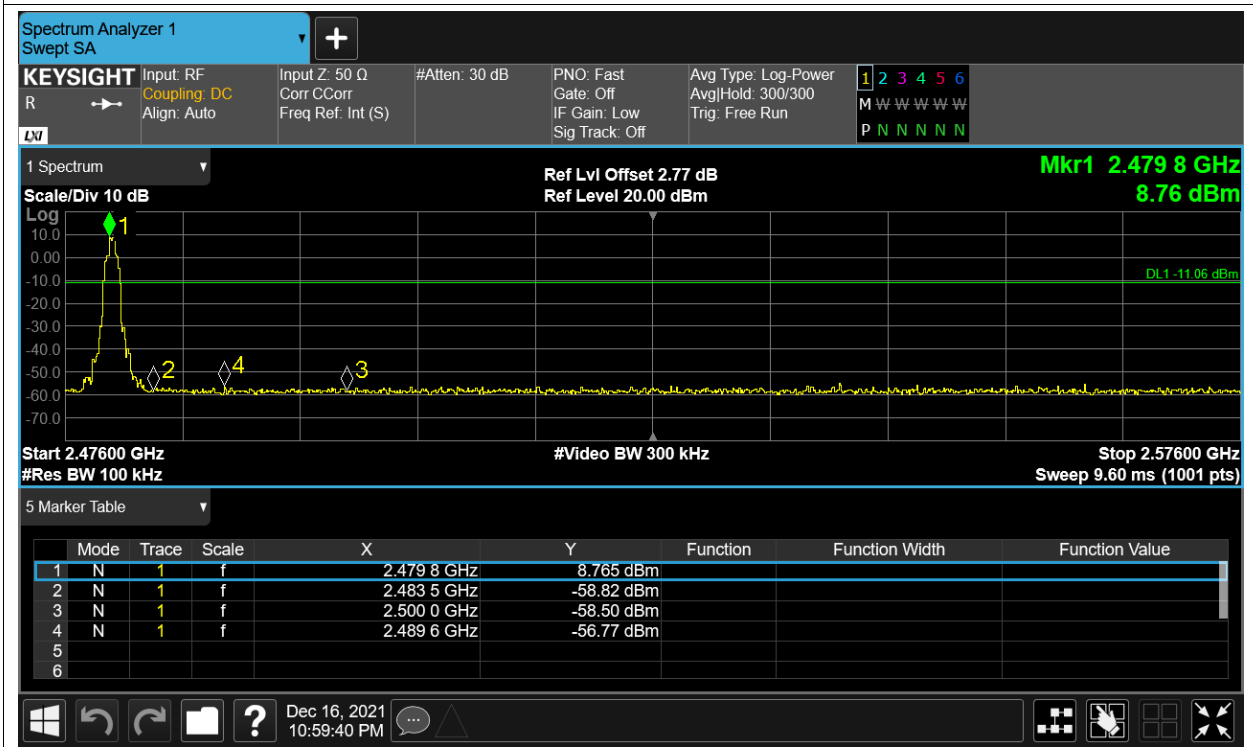 Spectrum Analyzer 1
Swept SA
KEYSIGHT
R
LXI
Input: RF
Coupling: DC
Align: Auto
Input Z: 50 Ω
Corr CCorr
Freq Ref: Int (S)
#Atten: 30 dB
PNO: Fast
Gate: Off
IF Gain: Low
Sig Track: Off
Avg Type: Log-Power
Avg|Hold: 300/300
Trig: Free Run
1 2 3 4 5 6
M W W W W W
P N N N N N
1 Spectrum
Scale/Div 10 dB
Ref Lvl Offset 2.77 dB
Ref Level 20.00 dBm
Mkr1 2.479 8 GHz
8.76 dBm
Log
10.0
0.00
-10.0
-20.0
-30.0
-40.0
-50.0
-60.0
-70.0
1
2
4
3
DL1 -11.06 dBm
Start 2.47600 GHz
#Res BW 100 kHz
#Video BW 300 kHz
Stop 2.57600 GHz
Sweep 9.60 ms (1001 pts)
5 Marker Table
Mode Trace Scale X Y Function Function Width Function Value
1 N 1 f 2.479 8 GHz 8.765 dBm
2 N 1 f 2.483 5 GHz -58.82 dBm
3 N 1 f 2.500 0 GHz -58.50 dBm
4 N 1 f 2.489 6 GHz -56.77 dBm
5
6
?
Dec 16, 2021
10:59:40 PM